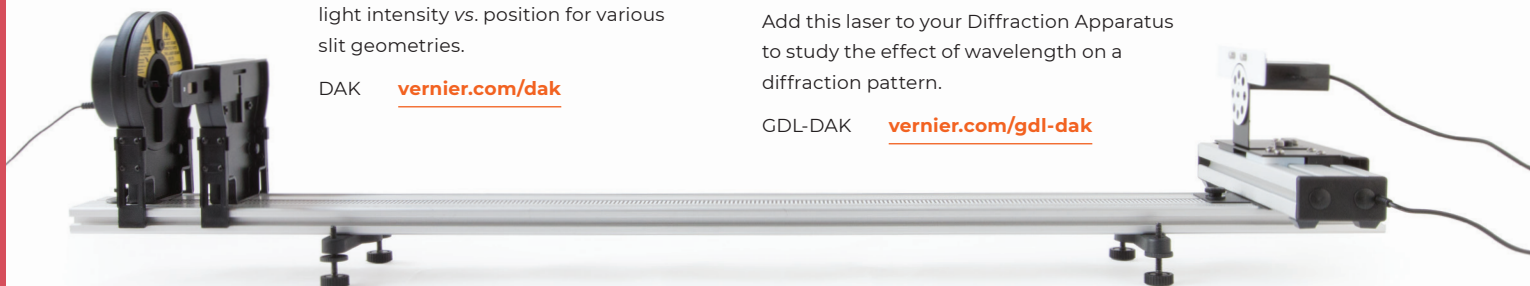 light intensity vs. position for various
slit geometries.
DAK vernier.com/dak
Add this laser to your Diffraction Apparatus
to study the effect of wavelength on a
diffraction pattern.
GDL-DAK vernier.com/gdl-dak